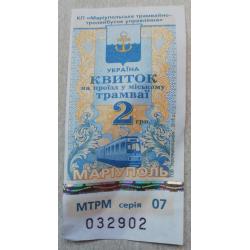 КП «Маріупольське трамвайно-
тролейбусне управління»
УКРАЇНА
КВИТОК
на проїзд у міському
трамваї
2 грн.
МАРІУПОЛЬ
МТРМ серія 07
032902